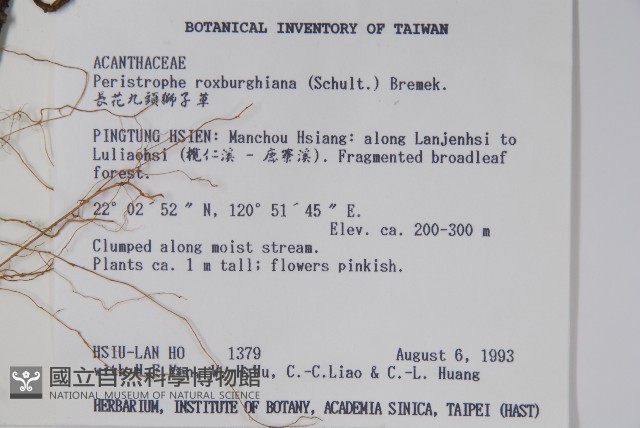 BOTANICAL INVENTORY OF TAIWAN
ACANTHACEAE
Peristrophe roxburghiana (Schult.) Bremek.
長花九頭獅子草
PINGTUNG HSIEN: Manchou Hsiang: along Lanjenhsi to
Luliaohsi (欖仁溪 - 鹿寮溪). Fragmented broadleaf
forest.
22° 02´52 ″ N, 120° 51´45 ″ E.
Elev. ca. 200-300 m
Clumped along moist stream.
Plants ca. 1 m tall; flowers pinkish.
HSIU-LAN HO 1379 August 6, 1993
with C.-C.Liao & C.-L. Huang
國立自然科學博物館
NATIONAL MUSEUM OF NATURAL SCIENCE
HERBARIUM, INSTITUTE OF BOTANY, ACADEMIA SINICA, TAIPEI (HAST)